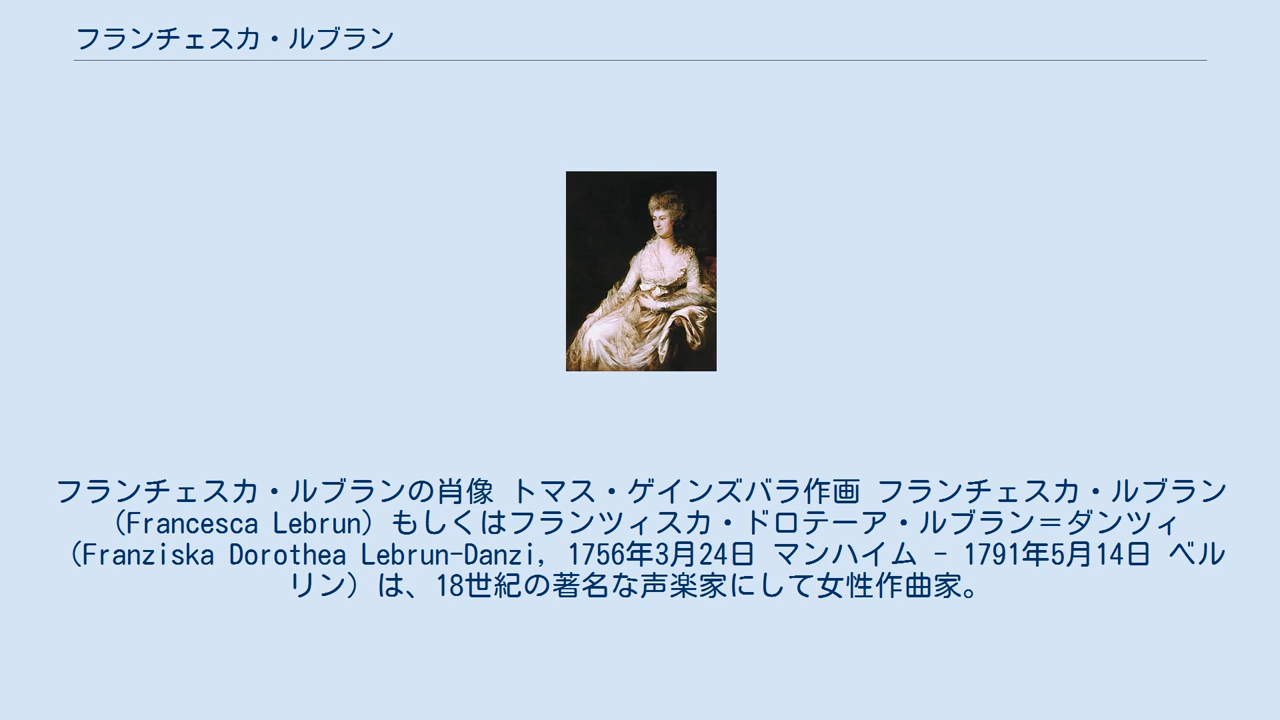 フランチェスカ・ルブラン
フランチェスカ・ルブランの肖像 トマス・ゲインズバラ作画 フランチェスカ・ルブラン
（Francesca Lebrun）もしくはフランツィスカ・ドロテーア・ルブラン＝ダンツィ
（Franziska Dorothea Lebrun-Danzi, 1756年3月24日 マンハイム - 1791年5月14日 ベル
リン）は、18世紀の著名な声楽家にして女性作曲家。